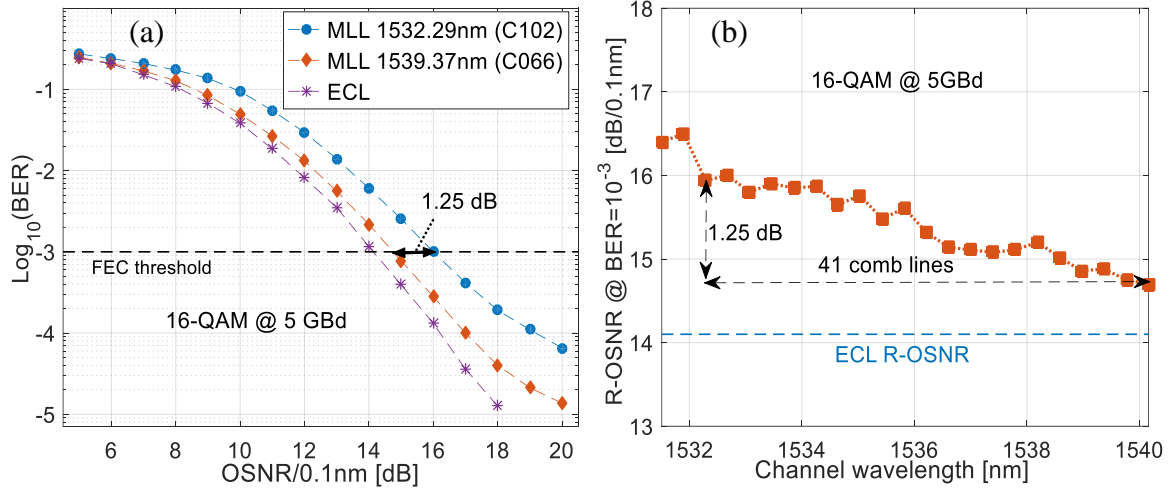 (a)
MLL 1532.29nm (C102)
MLL 1539.37nm (C066)
ECL
1.25 dB
FEC threshold
16-QAM @ 5 GBd
-1
-2
-3
-4
-5
Log10(BER)
6
8
10
12
14
16
18
20
OSNR/0.1nm [dB]
(b)
16-QAM @ 5GBd
1.25 dB
41 comb lines
ECL R-OSNR
18
17
16
15
14
13
R-OSNR @ BER=10-3 [dB/0.1nm]
1532
1534
1536
1538
1540
Channel wavelength [nm]